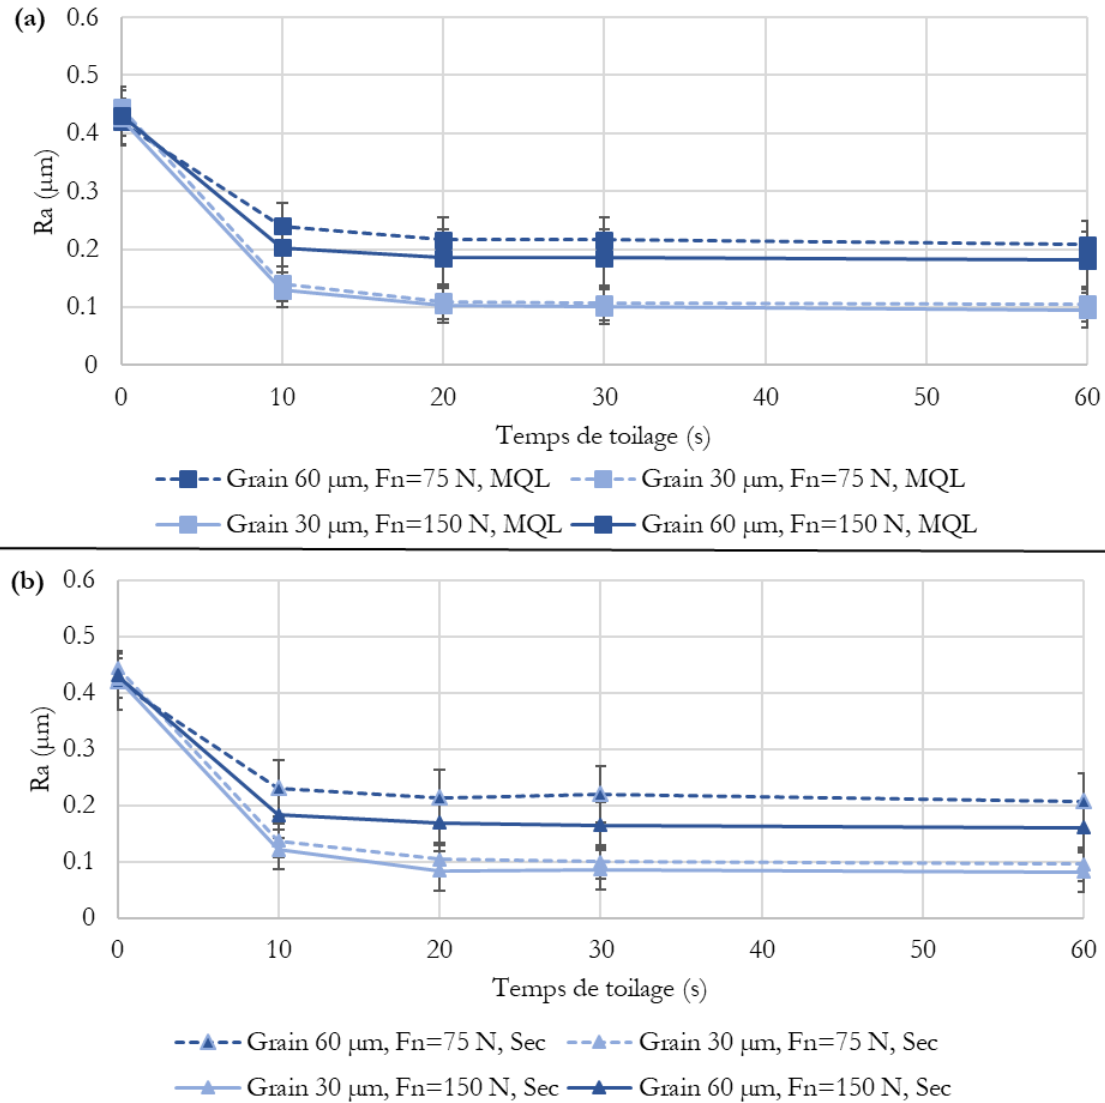 (a)
0.6
0.5
0.4
0.3
0.2
0.1
0
Ra (μm)
0 10 20 30 40 50 60
Temps de toilage (s)
Grain 60 μm, Fn=75 N, MQL Grain 30 μm, Fn=75 N, MQL
Grain 30 μm, Fn=150 N, MQL Grain 60 μm, Fn=150 N, MQL
(b)
0.6
0.5
0.4
0.3
0.2
0.1
0
Ra (μm)
0 10 20 30 40 50 60
Temps de toilage (s)
Grain 60 μm, Fn=75 N, Sec Grain 30 μm, Fn=75 N, Sec
Grain 30 μm, Fn=150 N, Sec Grain 60 μm, Fn=150 N, Sec